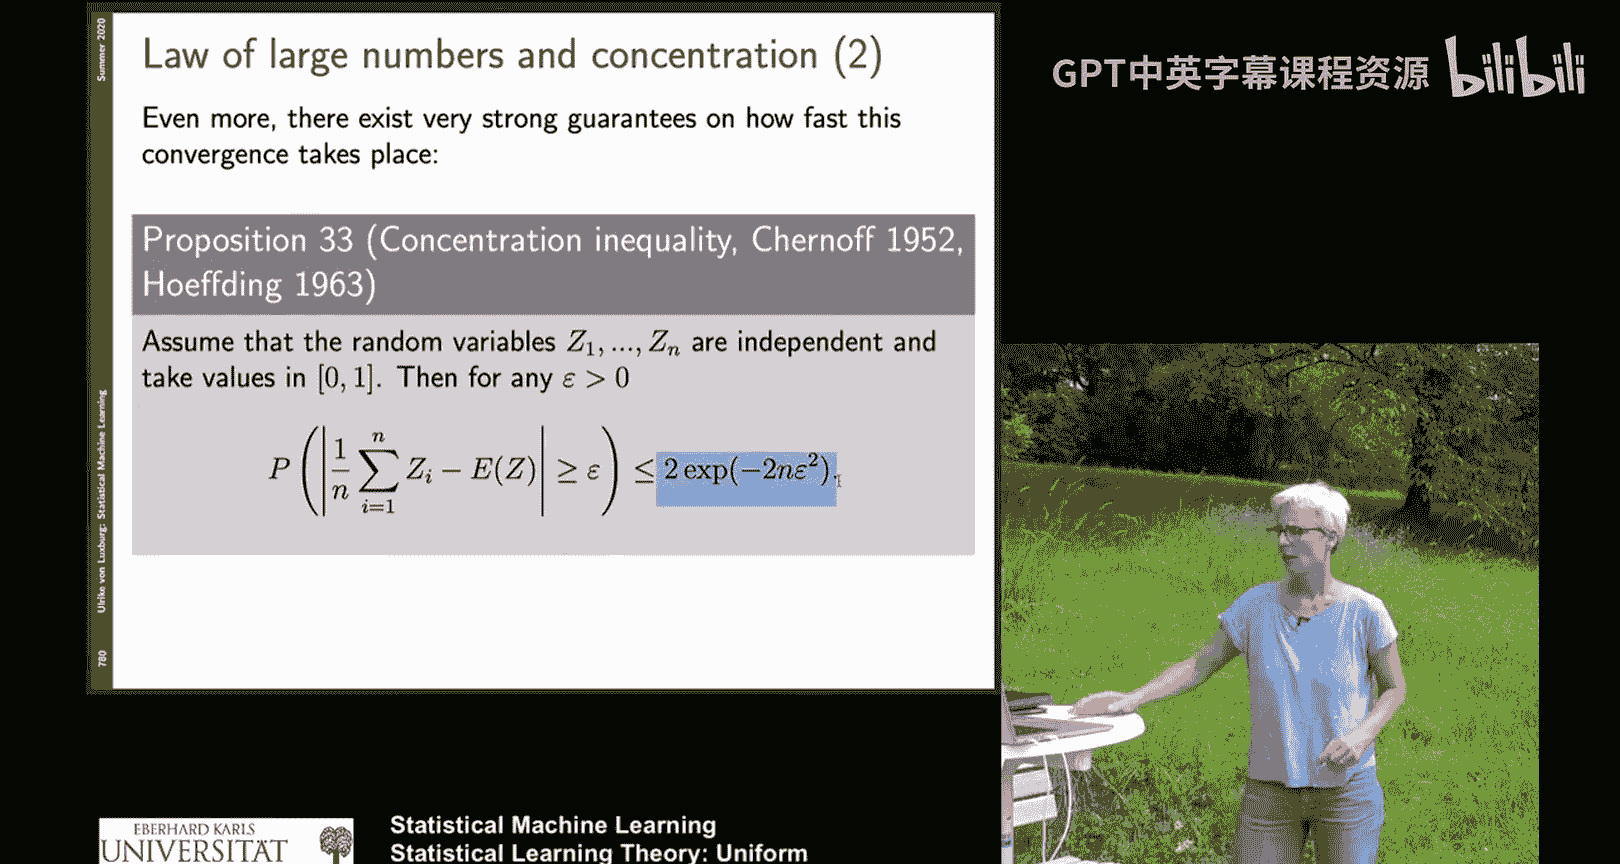 Summer 2020
Law of large numbers and concentration (2)
Even more, there exist very strong guarantees on how fast this
convergence takes place:
Proposition 33 (Concentration inequality, Chernoff 1952,
Hoeffding 1963)
Assume that the random variables Z₁, ..., Zₙ are independent and
take values in [0, 1]. Then for any ε > 0
P(|1/n ∑ᵢ₌₁ⁿ Zᵢ − E(Z)| ≥ ε) ≤ 2 exp(−2nε²).
Ulrike von Luxburg: Statistical Machine Learning
780
GPT中英字幕课程资源 bilibili
EBERHARD KARLS
UNIVERSITÄT
Statistical Machine Learning
Statistical Learning Theory: Uniform